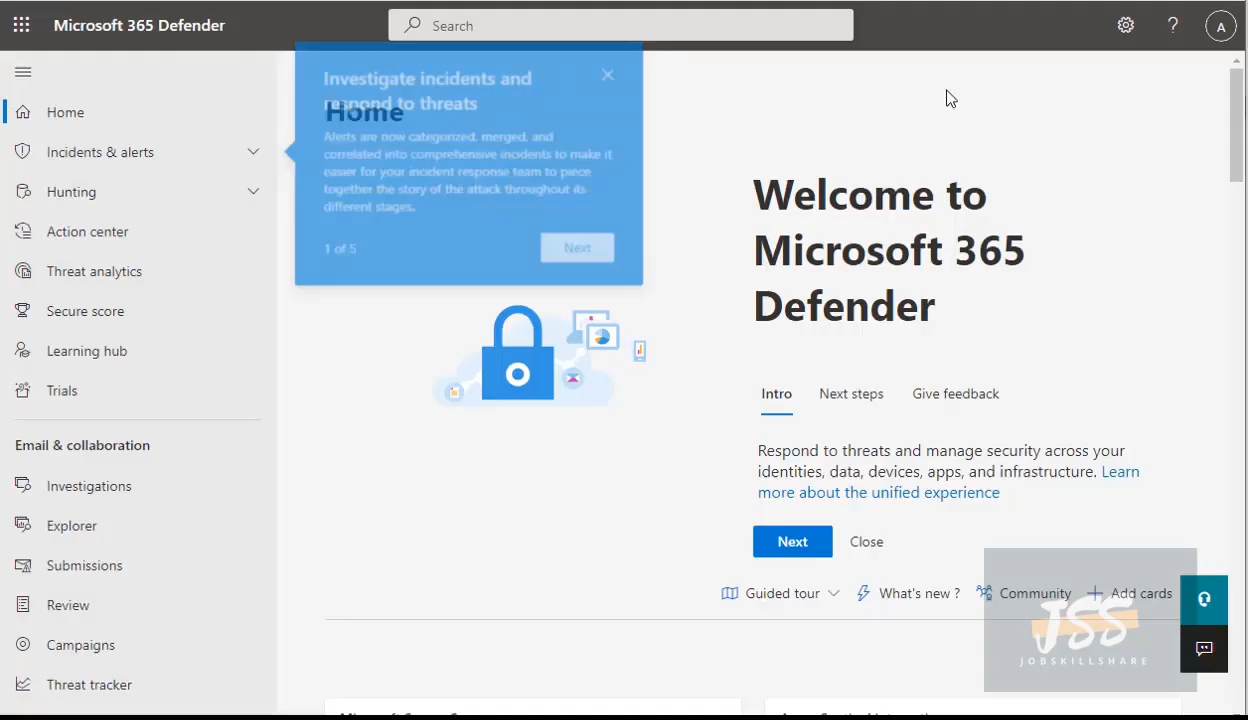 Microsoft 365 Defender
Search
?
A
Home
Incidents & alerts
Hunting
Action center
Threat analytics
Secure score
Learning hub
Trials
Email & collaboration
Investigations
Explorer
Submissions
Review
Campaigns
Threat tracker
Investigate incidents and
respond to threats
Home
Alerts are now categorized, merged, and
correlated into comprehensive incidents to make it
easier for your incident response team to piece
together the story of the attack throughout its
different stages.
1 of 5
Next
Welcome to
Microsoft 365
Defender
Intro
Next steps
Give feedback
Respond to threats and manage security across your
identities, data, devices, apps, and infrastructure. Learn
more about the unified experience
Next
Close
Guided tour
What's new ?
Community
Add cards
JSS
JOBSKILLSHARE